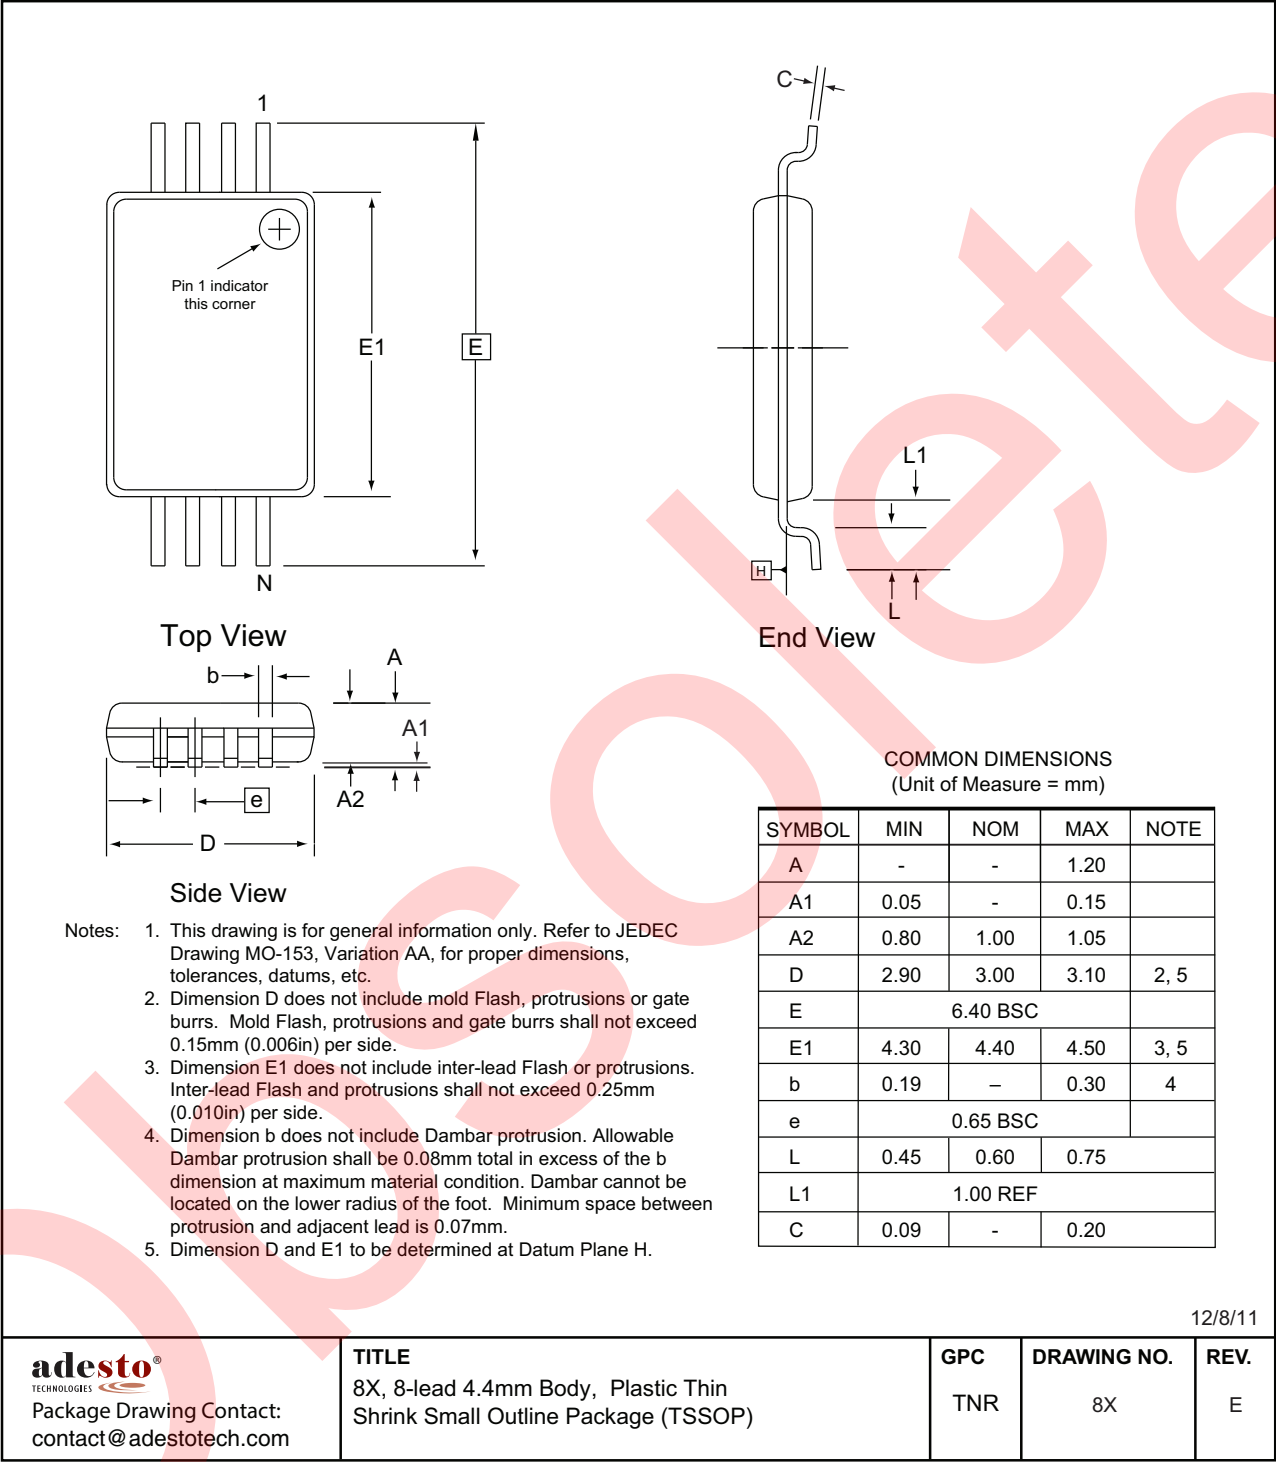 1
C
Pin 1 indicator
this corner
E1
E
L1
H
N
L
Top View
End View
b
A
A1
e
A2
D
Side View
COMMON DIMENSIONS
(Unit of Measure = mm)
SYMBOL MIN NOM MAX NOTE
A - - 1.20
A1 0.05 - 0.15
A2 0.80 1.00 1.05
D 2.90 3.00 3.10 2, 5
E 6.40 BSC
E1 4.30 4.40 4.50 3, 5
b 0.19 – 0.30 4
e 0.65 BSC
L 0.45 0.60 0.75
L1 1.00 REF
C 0.09 - 0.20
Notes: 1. This drawing is for general information only. Refer to JEDEC
Drawing MO-153, Variation AA, for proper dimensions,
tolerances, datums, etc.
2. Dimension D does not include mold Flash, protrusions or gate
burrs. Mold Flash, protrusions and gate burrs shall not exceed
0.15mm (0.006in) per side.
3. Dimension E1 does not include inter-lead Flash or protrusions.
Inter-lead Flash and protrusions shall not exceed 0.25mm
(0.010in) per side.
4. Dimension b does not include Dambar protrusion. Allowable
Dambar protrusion shall be 0.08mm total in excess of the b
dimension at maximum material condition. Dambar cannot be
located on the lower radius of the foot. Minimum space between
protrusion and adjacent lead is 0.07mm.
5. Dimension D and E1 to be determined at Datum Plane H.
Obsolete
12/8/11
adesto®
TECHNOLOGIES
Package Drawing Contact:
contact@adestotech.com
TITLE
8X, 8-lead 4.4mm Body, Plastic Thin
Shrink Small Outline Package (TSSOP)
GPC
TNR
DRAWING NO.
8X
REV.
E